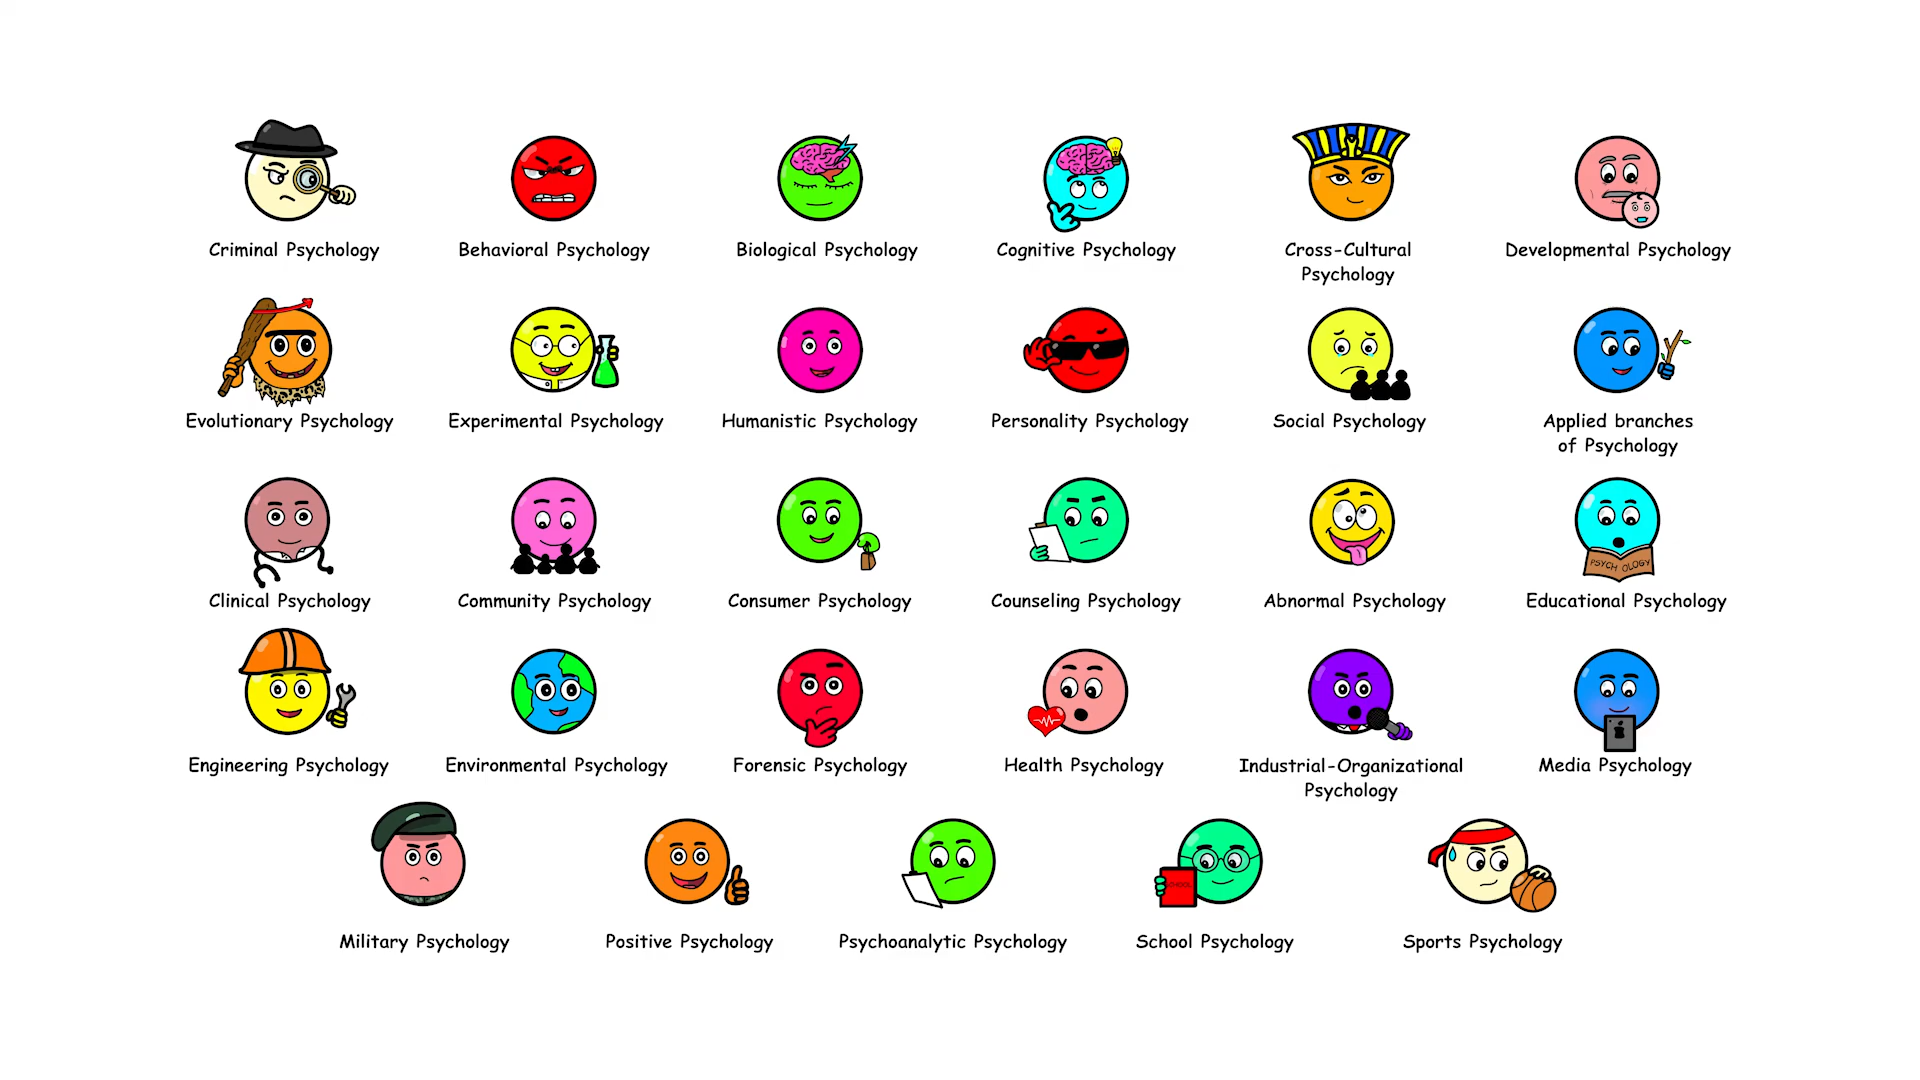 Criminal Psychology
Behavioral Psychology
Biological Psychology
Cognitive Psychology
Cross-Cultural
Psychology
Developmental Psychology
Evolutionary Psychology
Experimental Psychology
Humanistic Psychology
Personality Psychology
Social Psychology
Applied branches
of Psychology
PSYCH OLOGY
Clinical Psychology
Community Psychology
Consumer Psychology
Counseling Psychology
Abnormal Psychology
Educational Psychology
Engineering Psychology
Environmental Psychology
Forensic Psychology
Health Psychology
Industrial-Organizational
Psychology
Media Psychology
SCHOOL
Military Psychology
Positive Psychology
Psychoanalytic Psychology
School Psychology
Sports Psychology